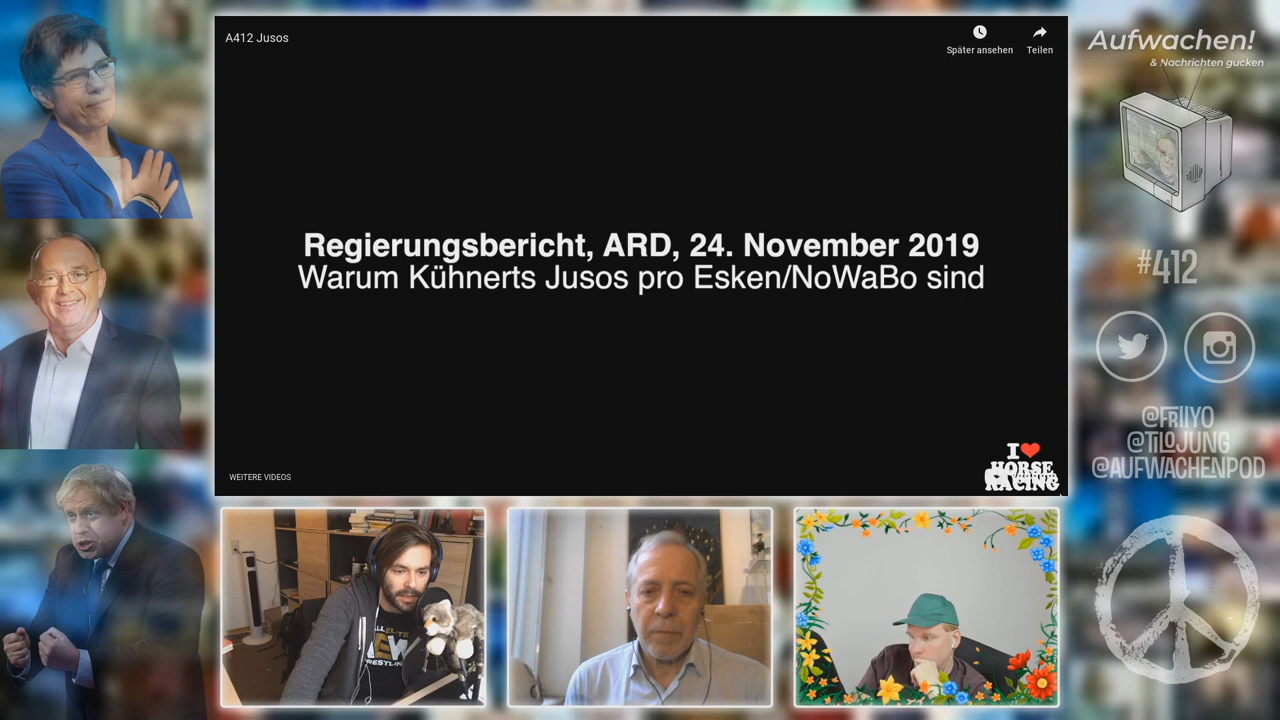 A412 Jusos
Später ansehen
Teilen
Regierungsbericht, ARD, 24. November 2019
Warum Kühnerts Jusos pro Esken/NoWaBo sind
WEITERE VIDEOS
I
HORSE
RACING
Aufwachen!
& Nachrichten gucken
#412
@FRIIYO
@TILOJUNG
@AUFWACHENPOD